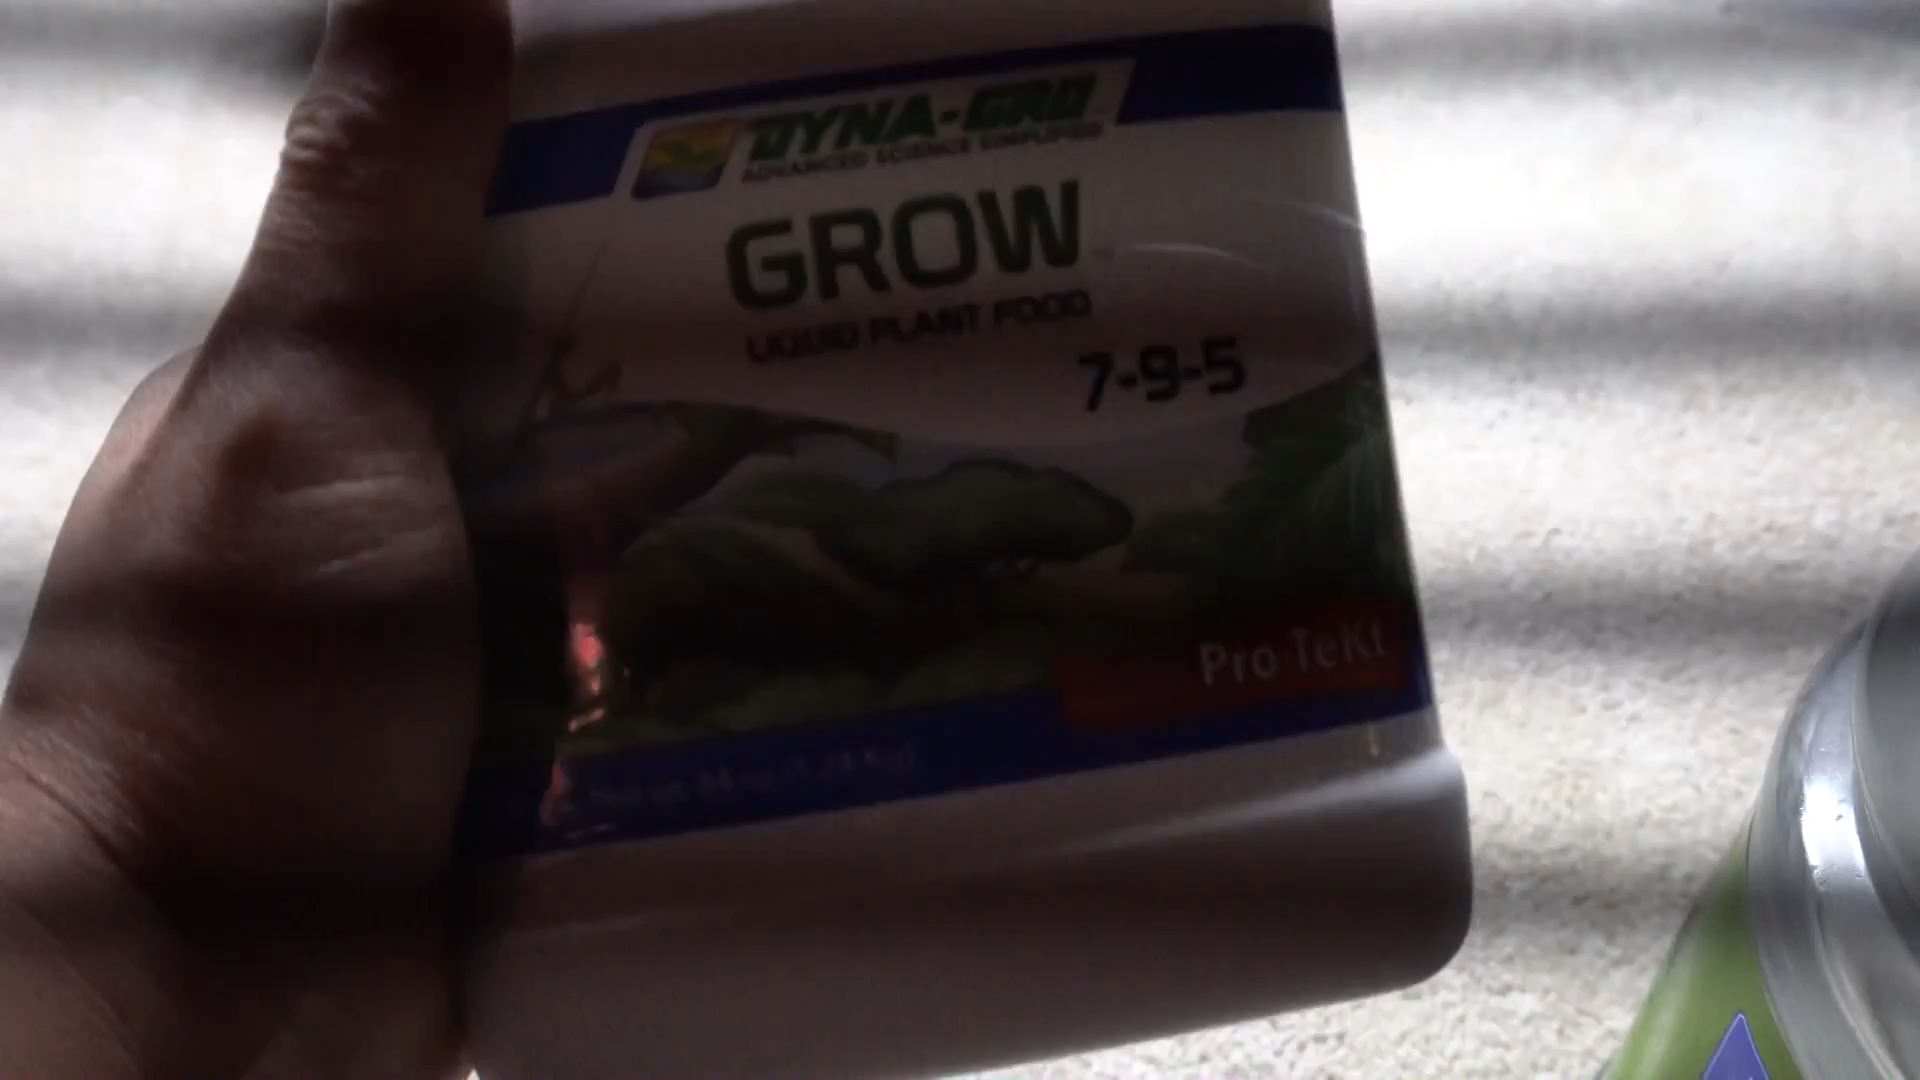 DYNA-GRO
ADVANCED SCIENCE SIMPLIFIED
GROW
LIQUID PLANT FOOD
7-9-5
Pro-TeKt